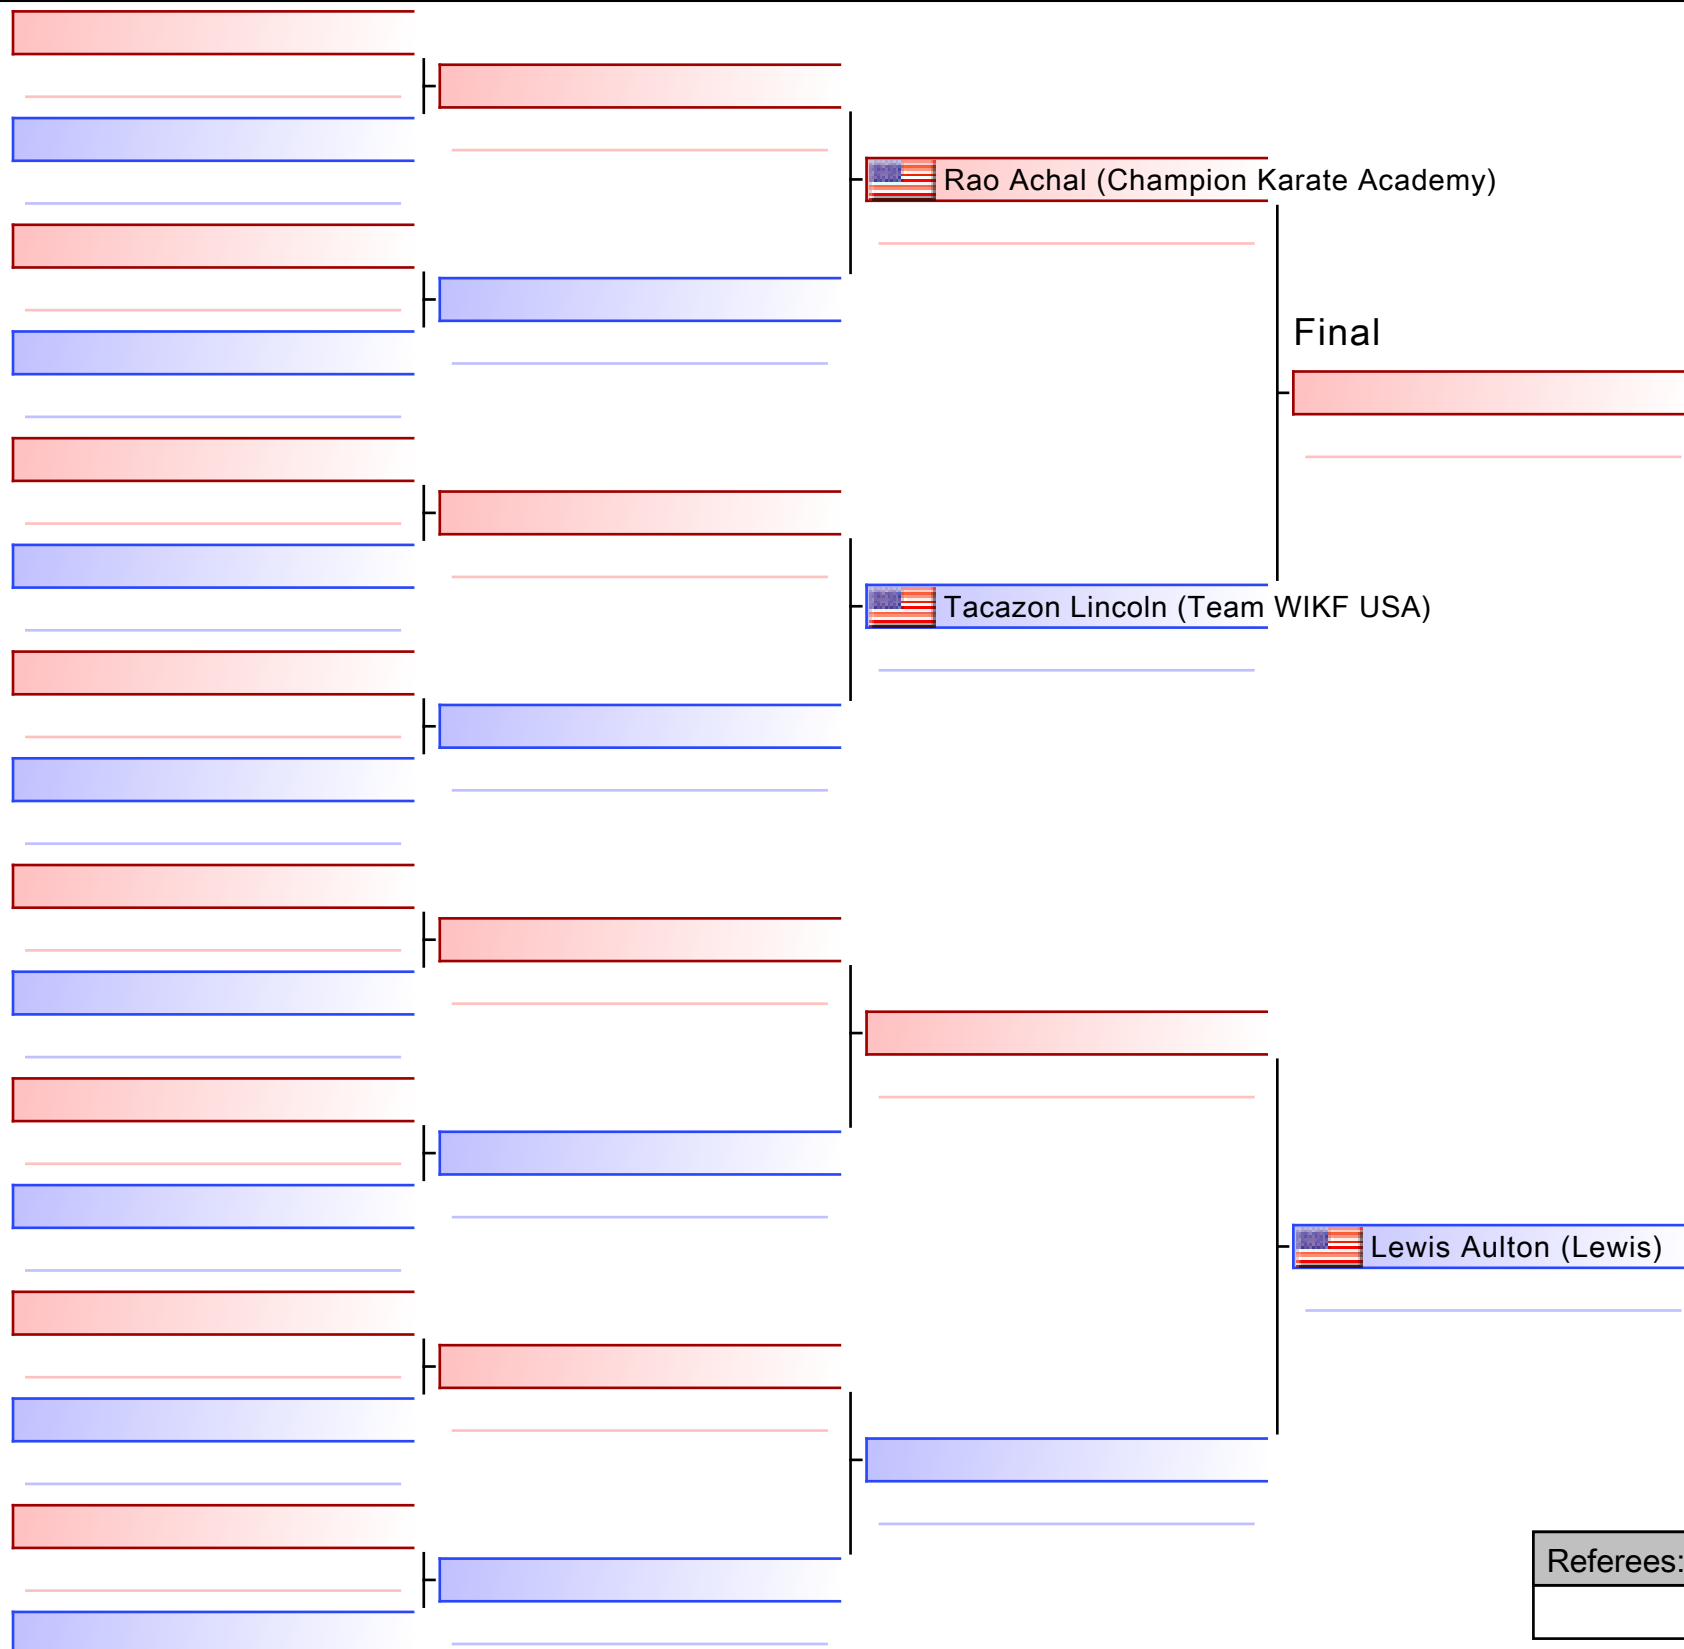 Rao Achal (Champion Karate Academy)
Final
Tacazon Lincoln (Team WIKF USA)
Lewis Aulton (Lewis)
Referees: